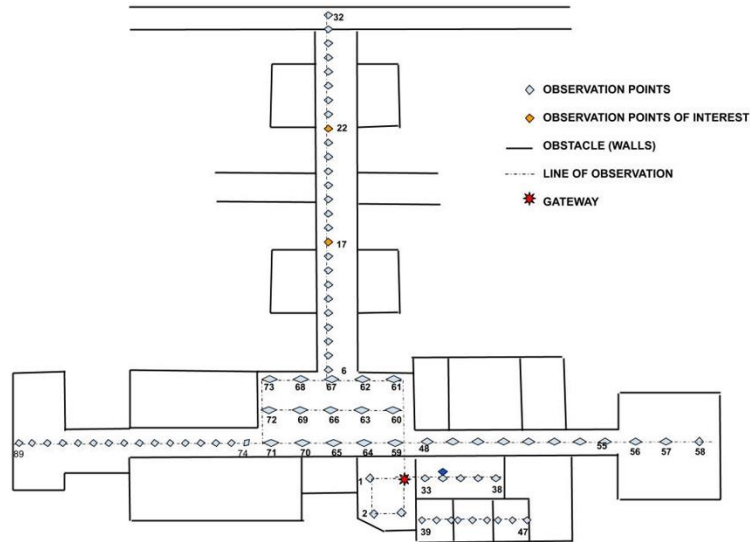 32
OBSERVATION POINTS
22
OBSERVATION POINTS OF INTEREST
OBSTACLE (WALLS)
LINE OF OBSERVATION
GATEWAY
17
6
73 68 67 62 61
72 69 66 63 60
89 74 71 70 65 64 59 48 55 56 57 58
1 33 38
2 39 47